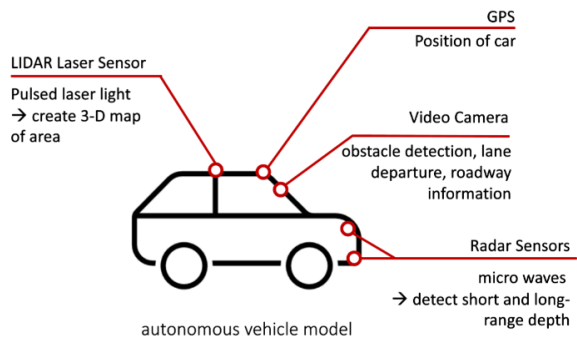 GPS
Position of car
LIDAR Laser Sensor
Pulsed laser light
→ create 3-D map
of area
Video Camera
obstacle detection, lane
departure, roadway
information
Radar Sensors
micro waves
→ detect short and long-
range depth
autonomous vehicle model